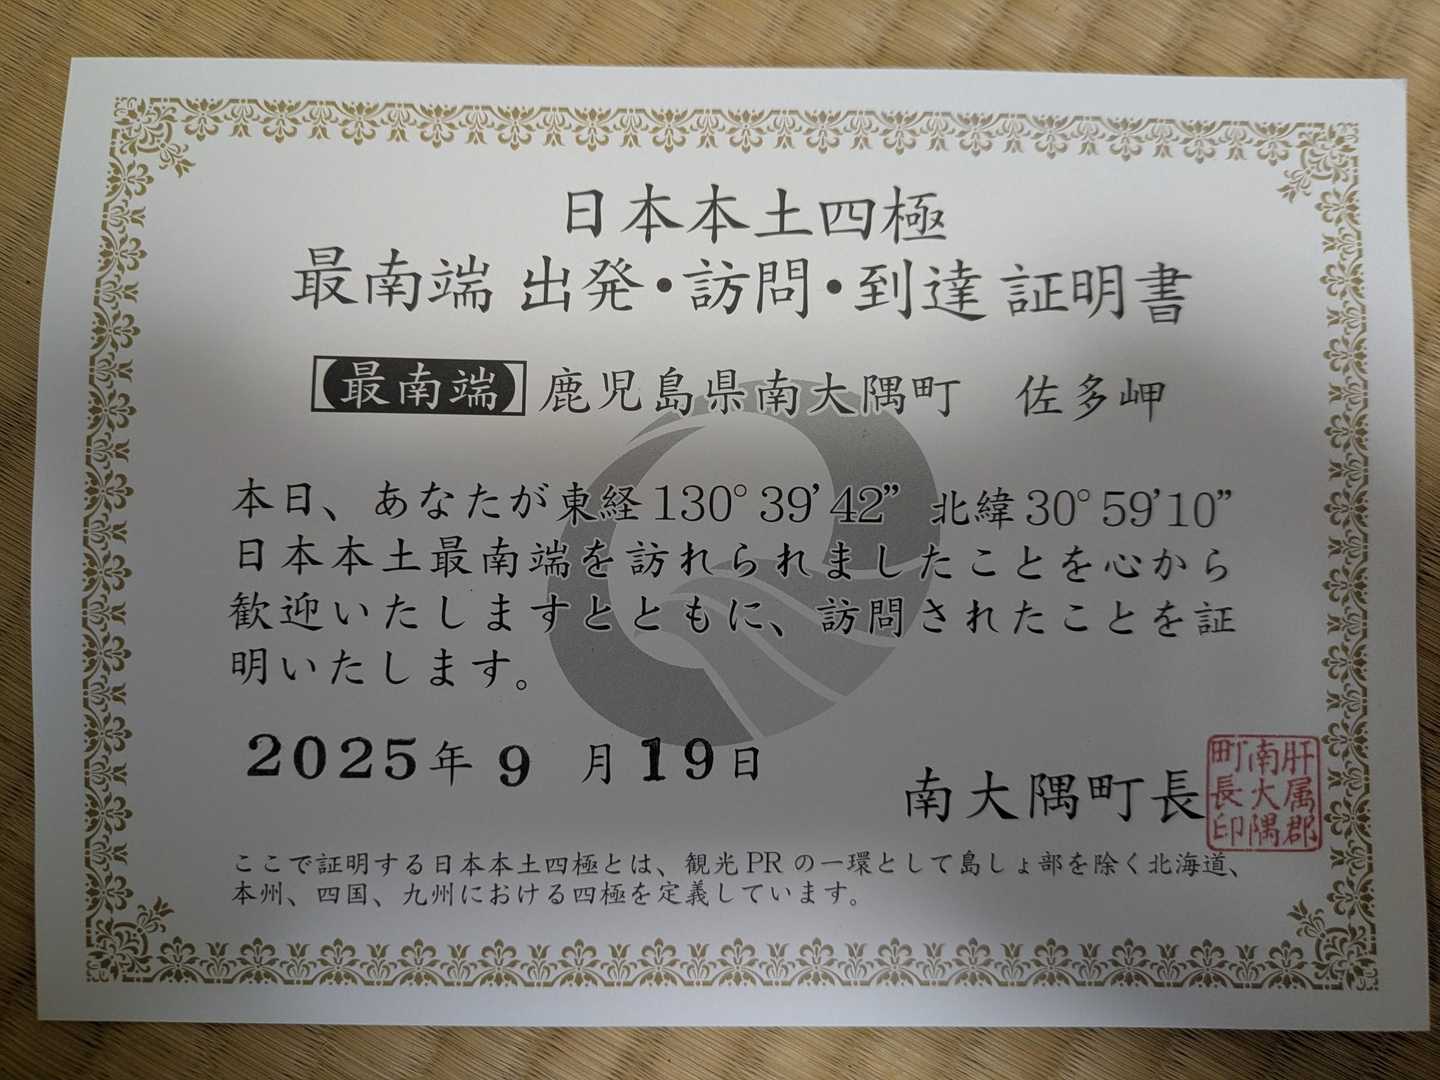 日本本土四極
最南端 出発・訪問・到達 証明書
【最南端】鹿児島県南大隅町　佐多岬
本日、あなたが東経130°39’42” 北緯30°59’10”
日本本土最南端を訪れられましたことを心から
歓迎いたしますとともに、訪問されたことを証
明いたします。
2025年 9 月19日
南大隅町長
肝属郡
南大隅
町長印
ここで証明する日本本土四極とは、観光PRの一環として島しょ部を除く北海道、
本州、四国、九州における四極を定義しています。